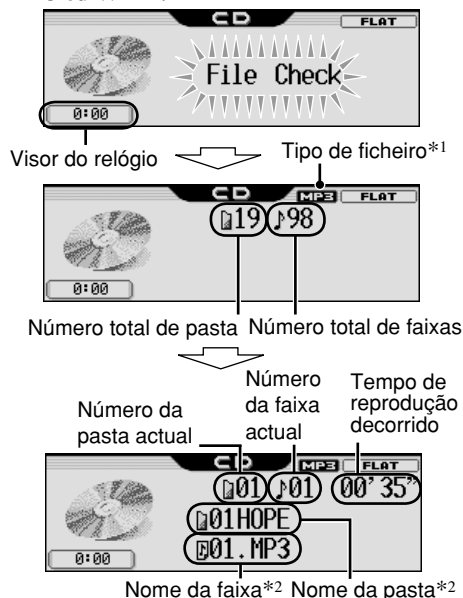 CD FLAT
File Check
0:00
Visor do relógio Tipo de ficheiro*1
CD MP3 FLAT
19 98
0:00
Número total de pasta Número total de faixas
Número da pasta actual
Número da faixa actual
Tempo de reprodução decorrido
CD MP3 FLAT
01 01 00'35"
01HOPE
01.MP3
0:00
Nome da faixa*2 Nome da pasta*2